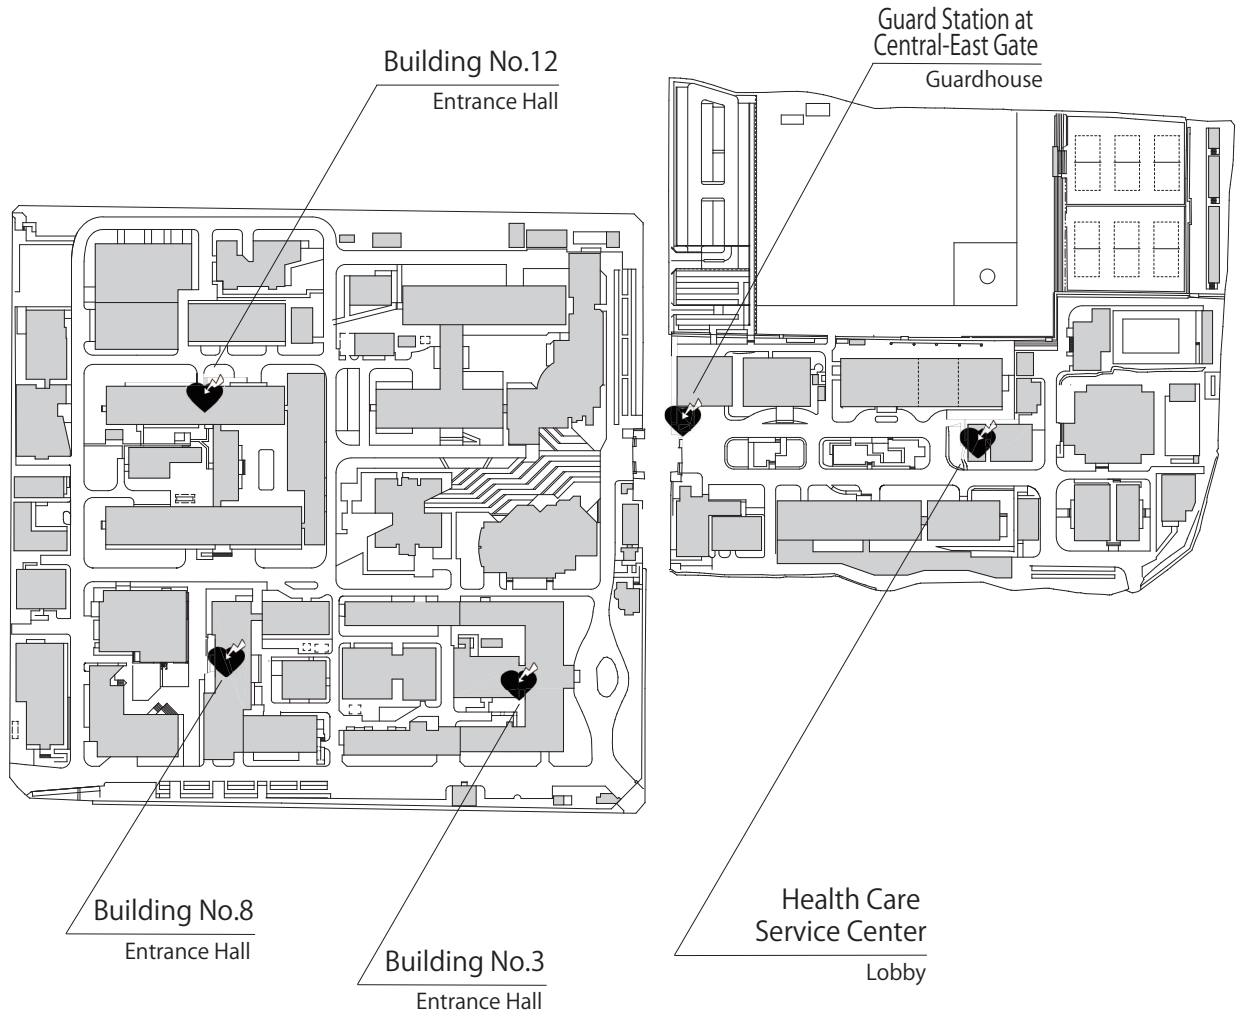 Guard Station at
Central-East Gate
Guardhouse
Building No.12
Entrance Hall
Building No.8
Entrance Hall
Building No.3
Entrance Hall
Health Care
Service Center
Lobby